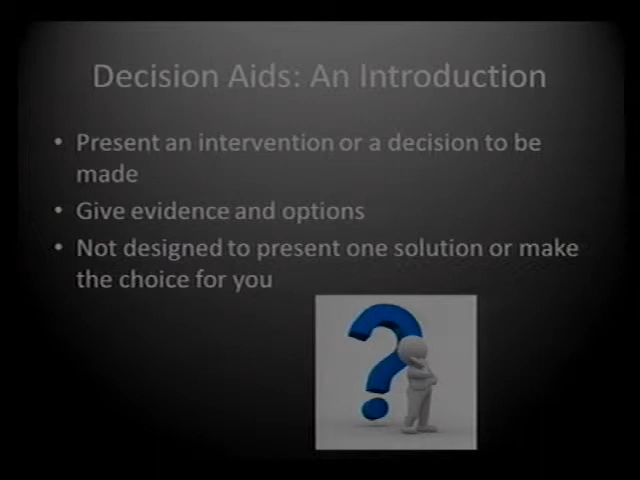 Decision Aids: An Introduction
• Present an intervention or a decision to be
made
• Give evidence and options
• Not designed to present one solution or make
the choice for you